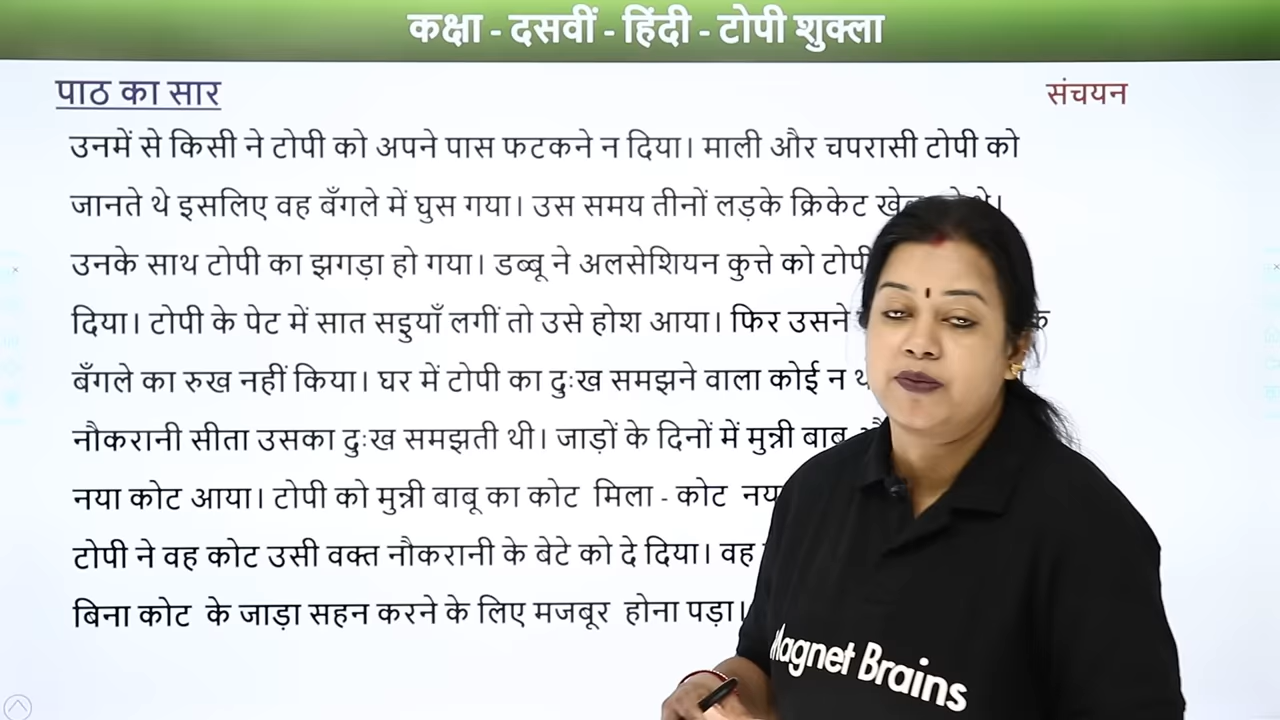 कक्षा - दसवीं - हिंदी - टोपी शुक्ला
पाठ का सार
संचयन
उनमें से किसी ने टोपी को अपने पास फटकने न दिया। माली और चपरासी टोपी को
जानते थे इसलिए वह बँगले में घुस गया। उस समय तीनों लड़के क्रिकेट थे।
उनके साथ टोपी का झगड़ा हो गया। डब्बू ने अलसेशियन कुत्ते को टोपी
दिया। टोपी के पेट में सात सइुयाँ लगीं तो उसे होश आया। फिर उसने
बँगले का रुख नहीं किया। घर में टोपी का दुःख समझने वाला कोई न
नौकरानी सीता उसका दुःख समझती थी। जाड़ों के दिनों में मुन्नी बाबू
नया कोट आया। टोपी को मुन्नी बाबू का कोट मिला - कोट
टोपी ने वह कोट उसी वक्त नौकरानी के बेटे को दे दिया। वह
बिना कोट के जाड़ा सहन करने के लिए मजबूर होना पड़ा।
Magnet Brains